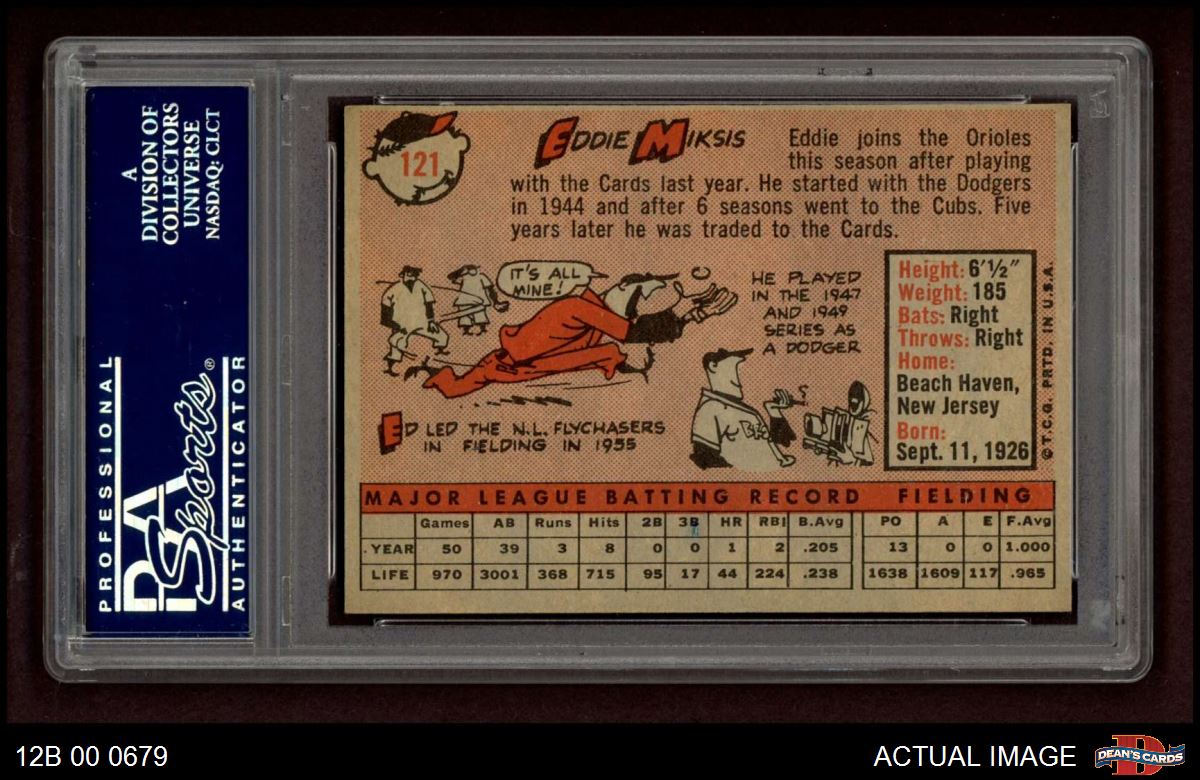 A
DIVISION OF
COLLECTORS
UNIVERSE
NASDAQ: CLCT
PROFESSIONAL
PSA
Sports®
AUTHENTICATOR
121
EDDIE MIKSIS
Eddie joins the Orioles
this season after playing
with the Cards last year. He started with the Dodgers
in 1944 and after 6 seasons went to the Cubs. Five
years later he was traded to the Cards.
IT'S ALL
MINE!
HE PLAYED
IN THE 1947
AND 1949
SERIES AS
A DODGER
ED LED THE N.L. FLYCHASERS
IN FIELDING IN 1955
Height: 6'½"
Weight: 185
Bats: Right
Throws: Right
Home:
Beach Haven,
New Jersey
Born:
Sept. 11, 1926
© T.C.G. PRTD. IN U.S.A.
MAJOR LEAGUE BATTING RECORD FIELDING
Games AB Runs Hits 2B 3B HR RBI B.Avg PO A E F.Avg
YEAR 50 39 3 8 0 0 1 2 .205 13 0 0 1.000
LIFE 970 3001 368 715 95 17 44 224 .238 1638 1609 117 .965
12B 00 0679
ACTUAL IMAGE
DEAN'S CARDS